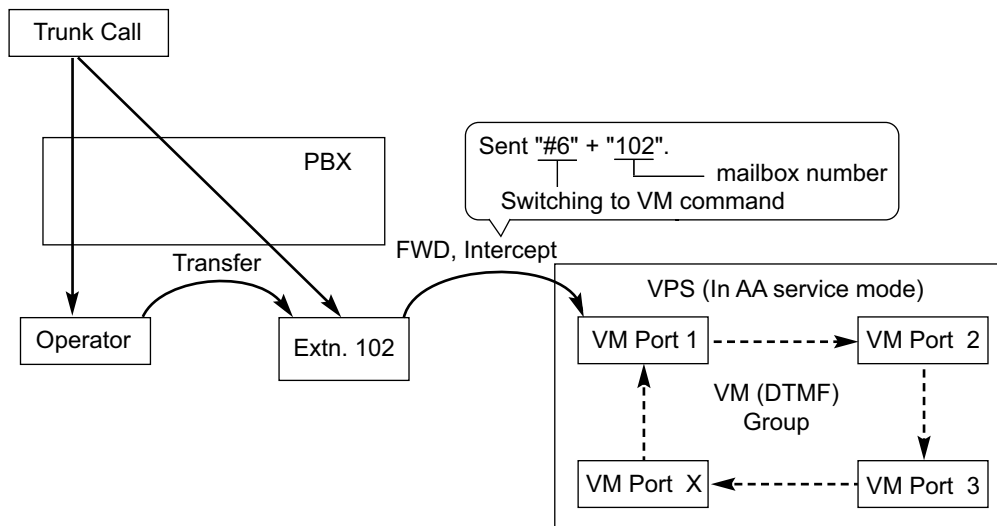 Trunk Call
PBX
Sent "#6" + "102".
mailbox number
Switching to VM command
FWD, Intercept
Transfer
VPS (In AA service mode)
Operator
Extn. 102
VM Port 1
VM Port 2
VM (DTMF)
Group
VM Port X
VM Port 3